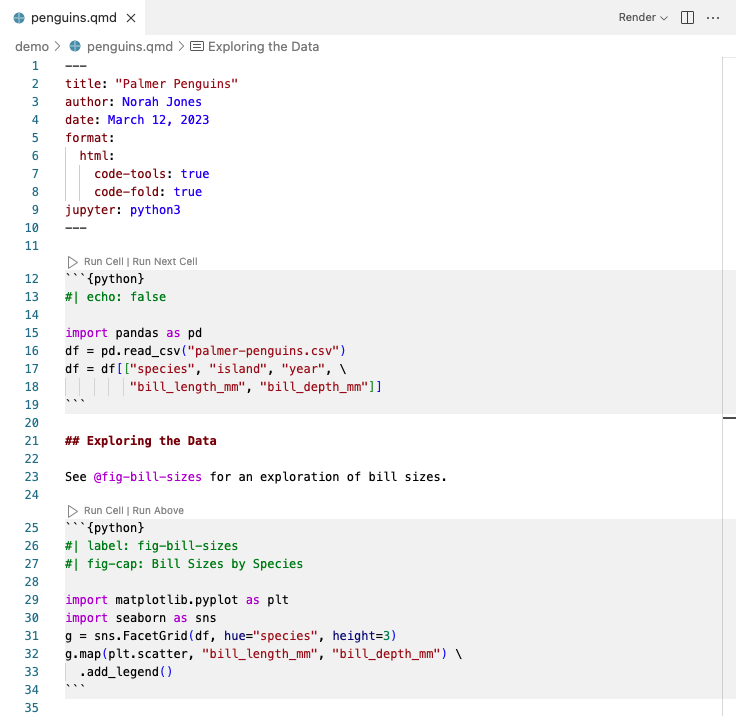 penguins.qmd ×
Render
demo > penguins.qmd > Exploring the Data
1 ---
2 title: "Palmer Penguins"
3 author: Norah Jones
4 date: March 12, 2023
5 format:
6   html:
7     code-tools: true
8     code-fold: true
9 jupyter: python3
10 ---
11
Run Cell | Run Next Cell
12 ```{python}
13 #| echo: false
14
15 import pandas as pd
16 df = pd.read_csv("palmer-penguins.csv")
17 df = df[["species", "island", "year", \
18          "bill_length_mm", "bill_depth_mm"]]
19 ```
20
21 ## Exploring the Data
22
23 See @fig-bill-sizes for an exploration of bill sizes.
24
Run Cell | Run Above
25 ```{python}
26 #| label: fig-bill-sizes
27 #| fig-cap: Bill Sizes by Species
28
29 import matplotlib.pyplot as plt
30 import seaborn as sns
31 g = sns.FacetGrid(df, hue="species", height=3)
32 g.map(plt.scatter, "bill_length_mm", "bill_depth_mm") \
33   .add_legend()
34 ```
35